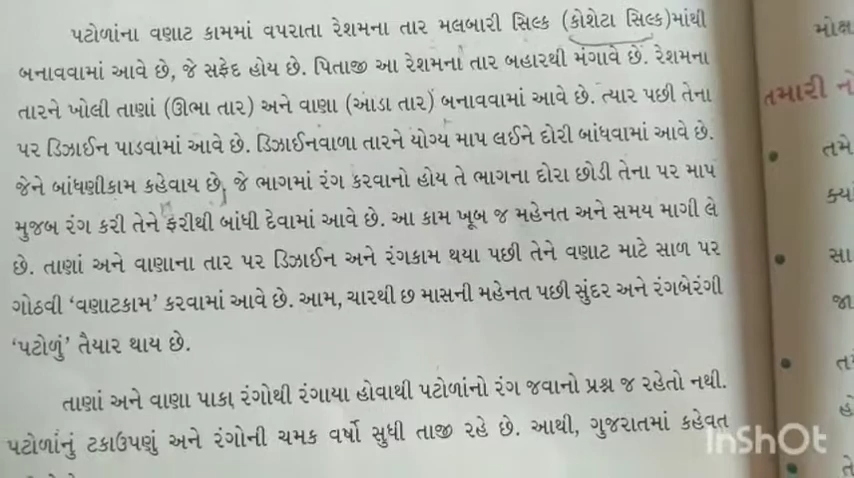 પટોળાંના વણાટ કામમાં વપરાતા રેશમના તાર મલબારી સિલ્ક (કોશેટા સિલ્ક)માંથી
બનાવવામાં આવે છે, જે સફેદ હોય છે. પિતાજી આ રેશમના તાર બહારથી મંગાવે છે. રેશમના
તારને ખોલી તાણાં (ઊભા તાર) અને વાણા (આડા તાર) બનાવવામાં આવે છે. ત્યાર પછી તેના
પર ડિઝાઈન પાડવામાં આવે છે. ડિઝાઈનવાળા તારને યોગ્ય માપ લઈને દોરી બાંધવામાં આવે છે.
જેને બાંધણીકામ કહેવાય છે, જે ભાગમાં રંગ કરવાનો હોય તે ભાગના દોરા છોડી તેના પર માપ
મુજબ રંગ કરી તેને ફરીથી બાંધી દેવામાં આવે છે. આ કામ ખૂબ જ મહેનત અને સમય માગી લે
છે. તાણાં અને વાણાના તાર પર ડિઝાઈન અને રંગકામ થયા પછી તેને વણાટ માટે સાળ પર
ગોઠવી ‘વણાટકામ’ કરવામાં આવે છે. આમ, ચારથી છ માસની મહેનત પછી સુંદર અને રંગબેરંગી
‘પટોળું’ તૈયાર થાય છે.
તાણાં અને વાણા પાકા રંગોથી રંગાયા હોવાથી પટોળાંનો રંગ જવાનો પ્રશ્ન જ રહેતો નથી.
પટોળાંનું ટકાઉપણું અને રંગોની ચમક વર્ષો સુધી તાજી રહે છે. આથી, ગુજરાતમાં કહેવત
મોક્ષ
તમારી નો
તમે
ક્યાં
સા
જા
હો
તે
InShOt